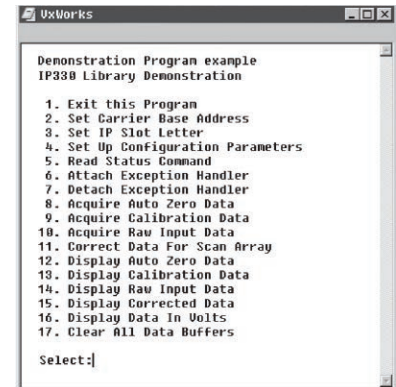 VxWorks
Demonstration Program example
IP330 Library Demonstration
1. Exit this Program
2. Set Carrier Base Address
3. Set IP Slot Letter
4. Set Up Configuration Parameters
5. Read Status Command
6. Attach Exception Handler
7. Detach Exception Handler
8. Acquire Auto Zero Data
9. Acquire Calibration Data
10. Acquire Raw Input Data
11. Correct Data For Scan Array
12. Display Auto Zero Data
13. Display Calibration Data
14. Display Raw Input Data
15. Display Corrected Data
16. Display Data In Volts
17. Clear All Data Buffers
Select: